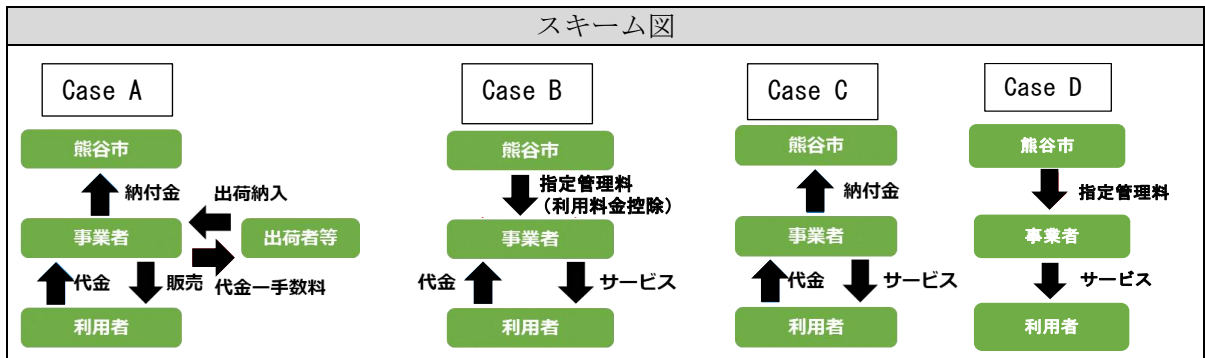 スキーム図
Case A
熊谷市
納付金
出荷納入
事業者
出荷者等
代金
販売
代金ー手数料
利用者
Case B
熊谷市
指定管理料
（利用料金控除）
事業者
代金
サービス
利用者
Case C
熊谷市
納付金
事業者
代金
サービス
利用者
Case D
熊谷市
指定管理料
事業者
サービス
利用者